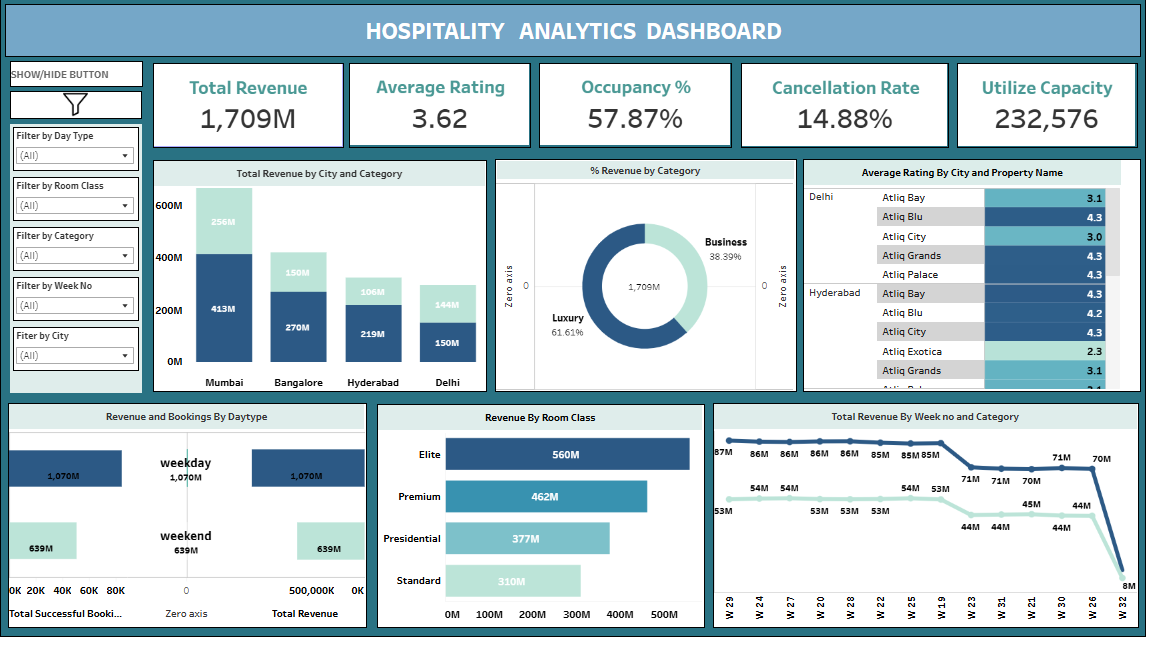 HOSPITALITY ANALYTICS DASHBOARD
SHOW/HIDE BUTTON
Filter by Day Type
(All)
Filter by Room Class
(All)
Filter by Category
(All)
Filter by Week No
(All)
Fiter by City
(All)
Total Revenue
1,709M
Average Rating
3.62
Occupancy %
57.87%
Cancellation Rate
14.88%
Utilize Capacity
232,576
Total Revenue by City and Category
600M
400M
200M
0M
256M
413M
150M
270M
106M
219M
144M
150M
Mumbai Bangalore Hyderabad Delhi
% Revenue by Category
Zero axis
0
Business
38.39%
1,709M
Luxury
61.61%
0
Zero axis
Average Rating By City and Property Name
Delhi Atliq Bay 3.1
Atliq Blu 4.3
Atliq City 3.0
Atliq Grands 4.3
Atliq Palace 4.3
Hyderabad Atliq Bay 4.3
Atliq Blu 4.2
Atliq City 4.3
Atliq Exotica 2.3
Atliq Grands 3.1
Revenue and Bookings By Daytype
1,070M
weekday
1,070M
1,070M
639M
weekend
639M
639M
0K 20K 40K 60K 80K 0 500,000K 0K
Total Successful Booki... Zero axis Total Revenue
Revenue By Room Class
Elite 560M
Premium 462M
Presidential 377M
Standard 310M
0M 100M 200M 300M 400M 500M
Total Revenue By Week no and Category
87M 86M 86M 86M 86M 85M 85M 85M 71M 71M 70M 71M 70M
53M 54M 54M 53M 53M 53M 54M 53M 44M 44M 45M 44M 44M 8M
W 29 W 24 W 27 W 20 W 28 W 22 W 25 W 19 W 23 W 31 W 21 W 30 W 26 W 32